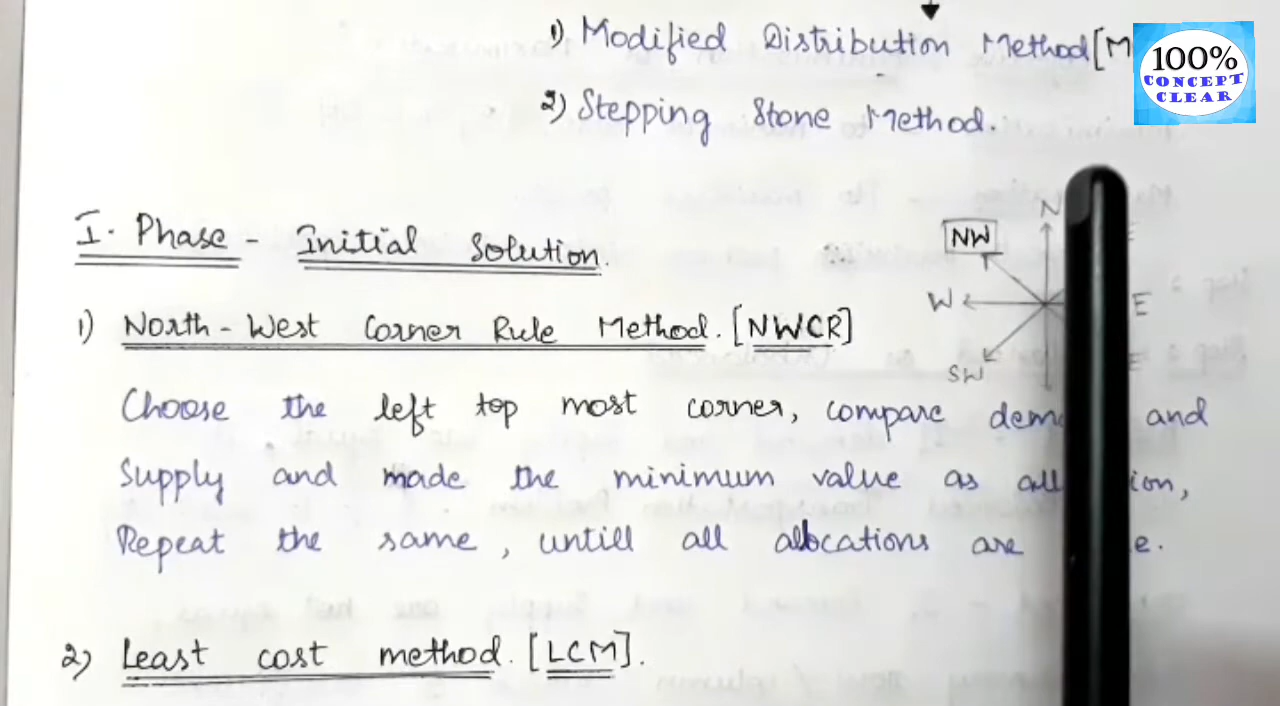 1) Modified Distribution Method [M
2) Stepping Stone Method.
100%
CONCEPT
CLEAR
I. Phase - Initial Solution.
N
NW
W
E
SW
1) North-West Corner Rule Method. [NWCR]
Choose the left top most corner, compare and
Supply and made the minimum value as
Repeat the same, untill all allocations are
2) Least cost method. [LCM].